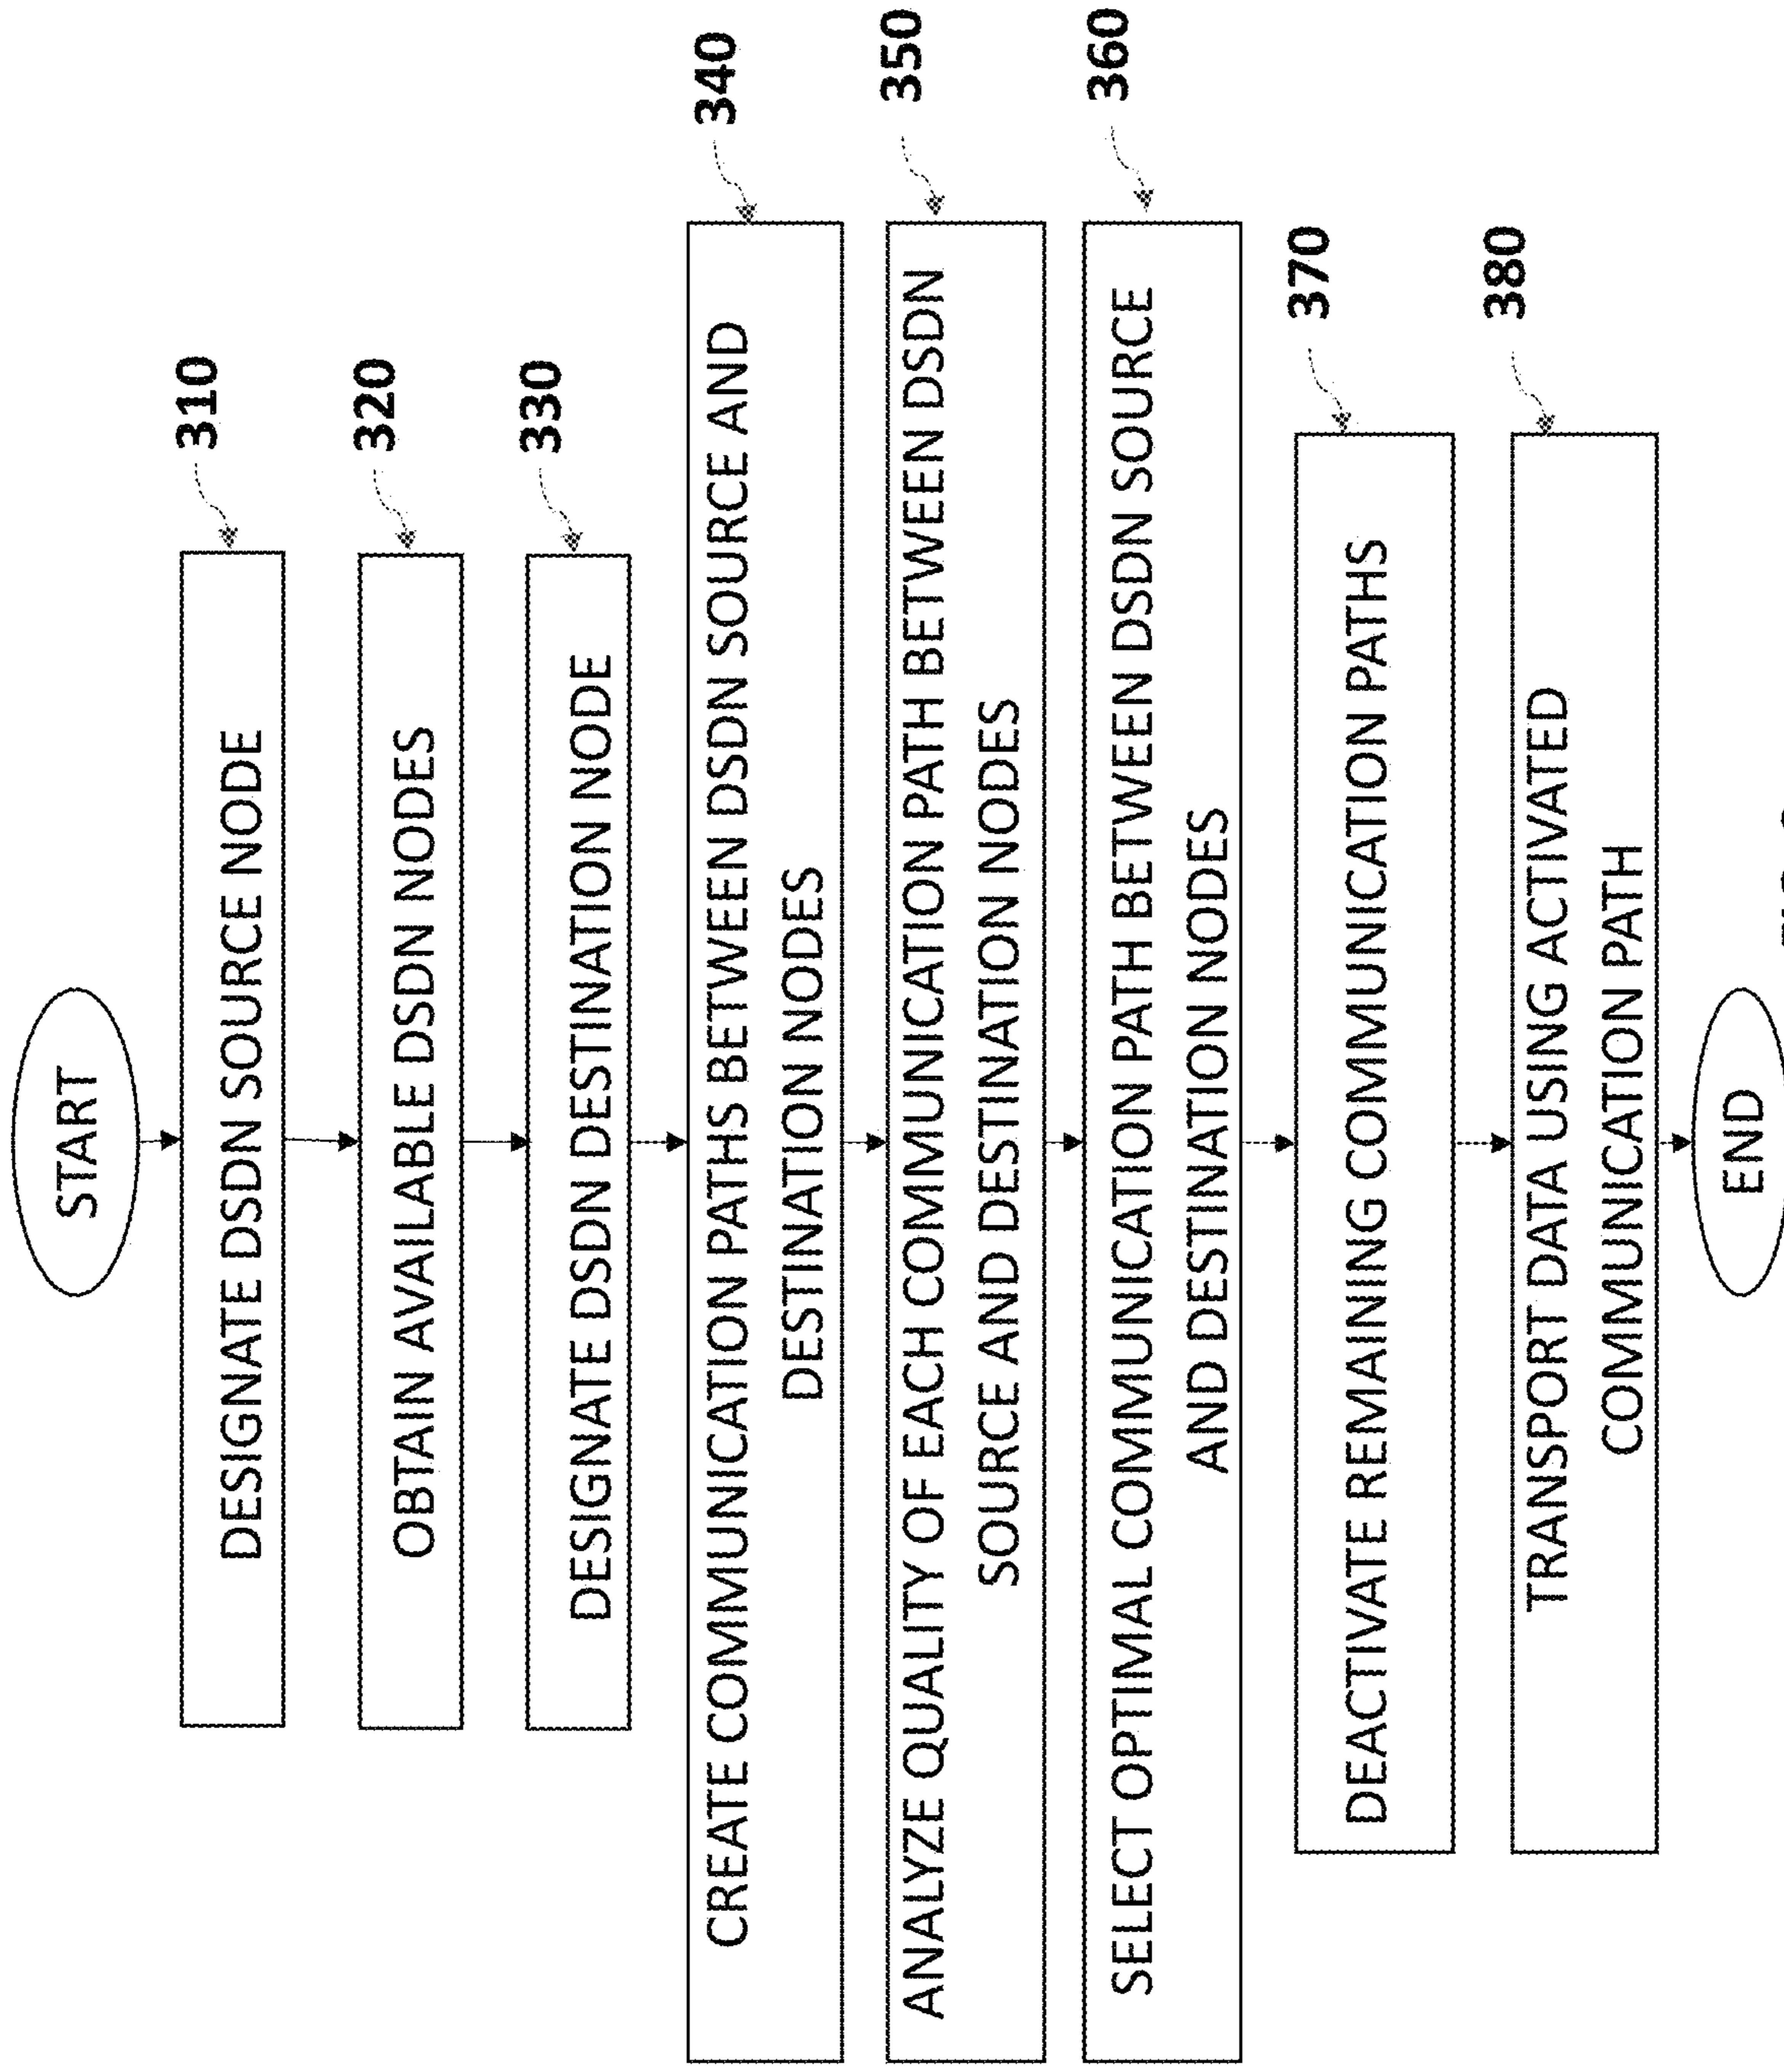 START
310
DESIGNATE DSDN SOURCE NODE
320
OBTAIN AVAILABLE DSDN NODES
330
DESIGNATE DSDN DESTINATION NODE
340
CREATE COMMUNICATION PATHS BETWEEN DSDN SOURCE AND
DESTINATION NODES
350
ANALYZE QUALITY OF EACH COMMUNICATION PATH BETWEEN DSDN
SOURCE AND DESTINATION NODES
360
SELECT OPTIMAL COMMUNICATION PATH BETWEEN DSDN SOURCE
AND DESTINATION NODES
370
DEACTIVATE REMAINING COMMUNICATION PATHS
380
TRANSPORT DATA USING ACTIVATED
COMMUNICATION PATH
END